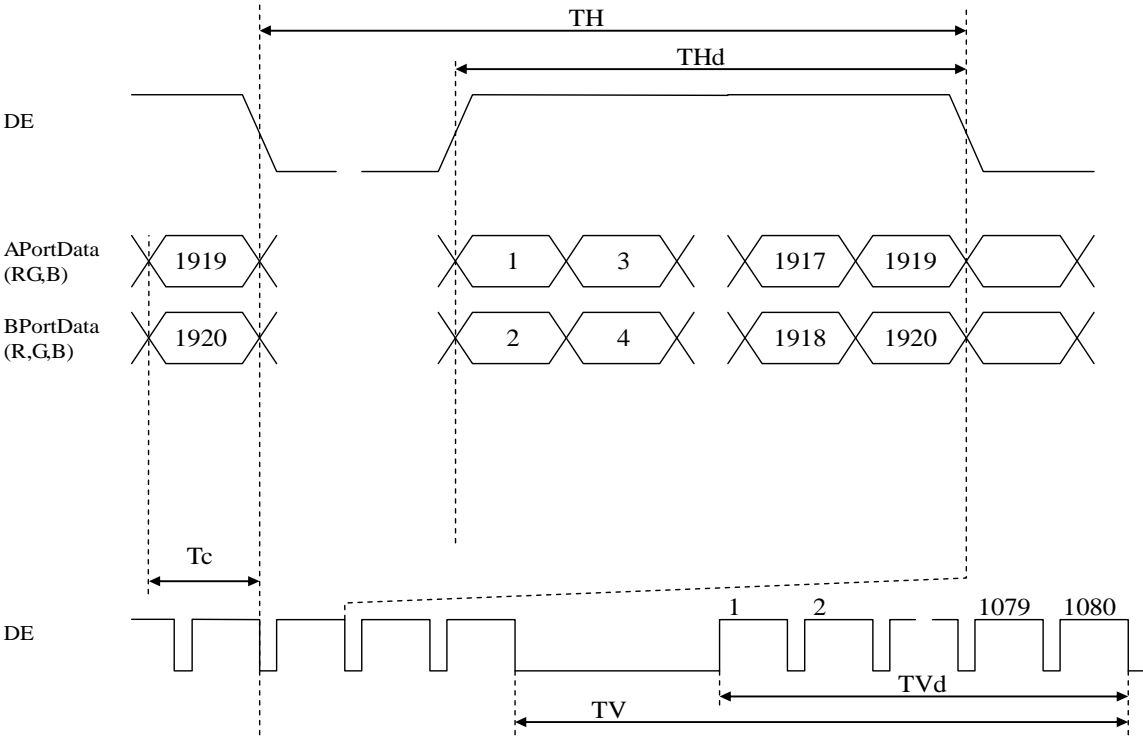 TH
THd
DE
APortData
(RG,B)
1919 1 3 1917 1919
BPortData
(R,G,B)
1920 2 4 1918 1920
Tc
DE
1 2 1079 1080
TVd
TV